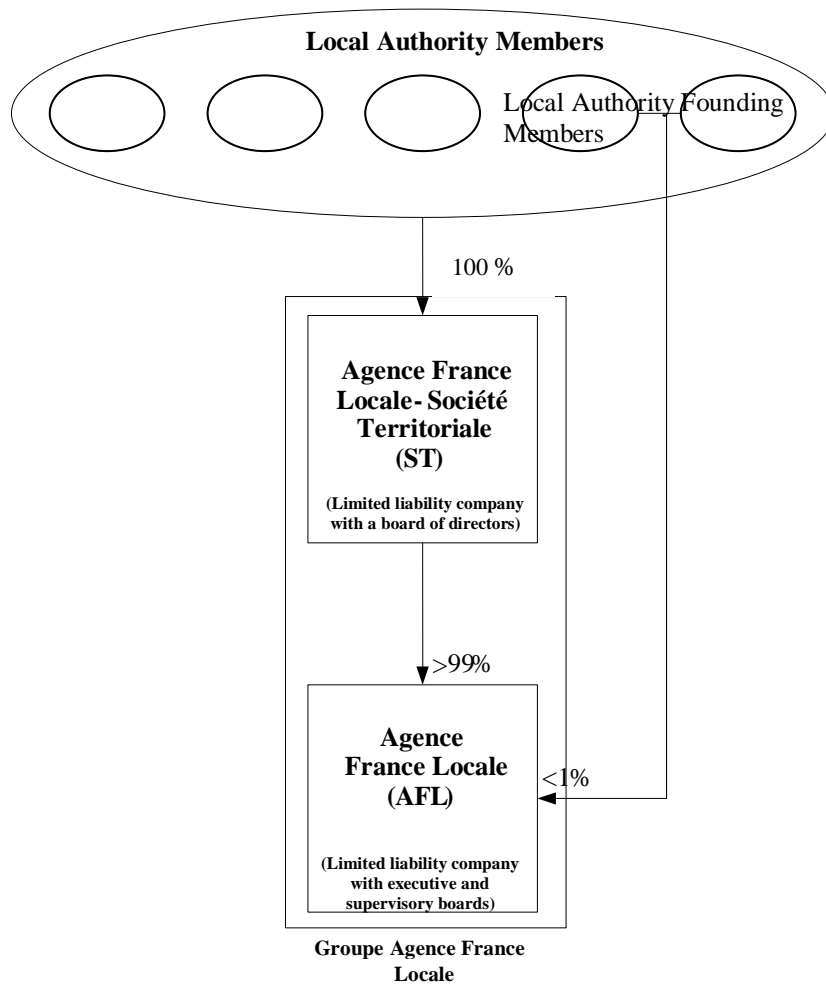 Local Authority Members
Local Authority Founding
Members
100 %
Agence France
Locale- Société
Territoriale
(ST)
(Limited liability company
with a board of directors)
>99%
Agence
France Locale
(AFL)
<1%
(Limited liability company
with executive and
supervisory boards)
Groupe Agence France
Locale